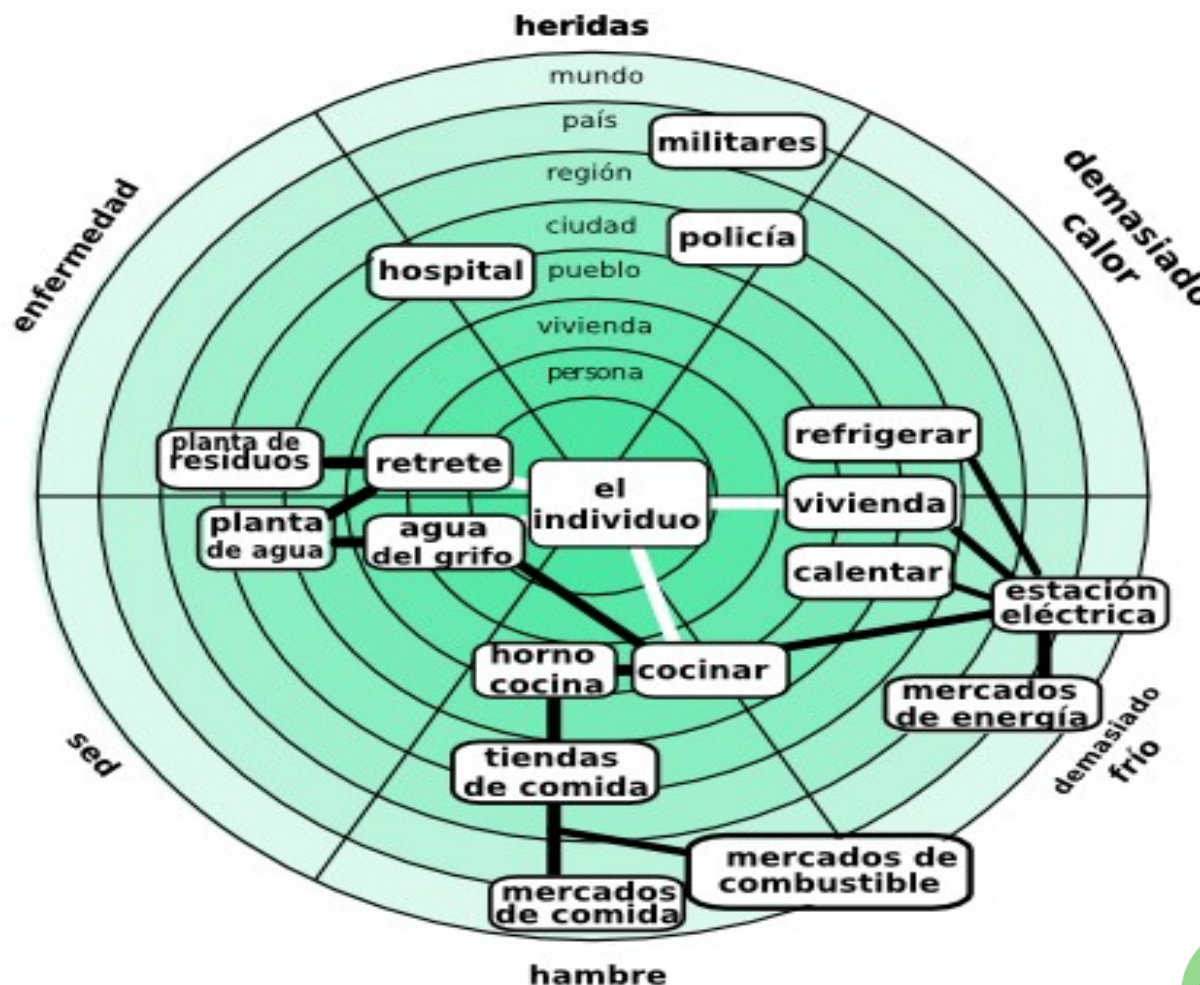 heridas
mundo
país
militares
región
demasiado
calor
enfermedad
ciudad
policía
hospital
pueblo
vivienda
persona
refrigerar
planta de
residuos
retrete
el
individuo
vivienda
planta
de agua
agua
del grifo
calentar
estación
eléctrica
horno
cocina
cocinar
mercados
de energía
demasiado
frío
sed
tiendas
de comida
mercados de
combustible
mercados
de comida
hambre